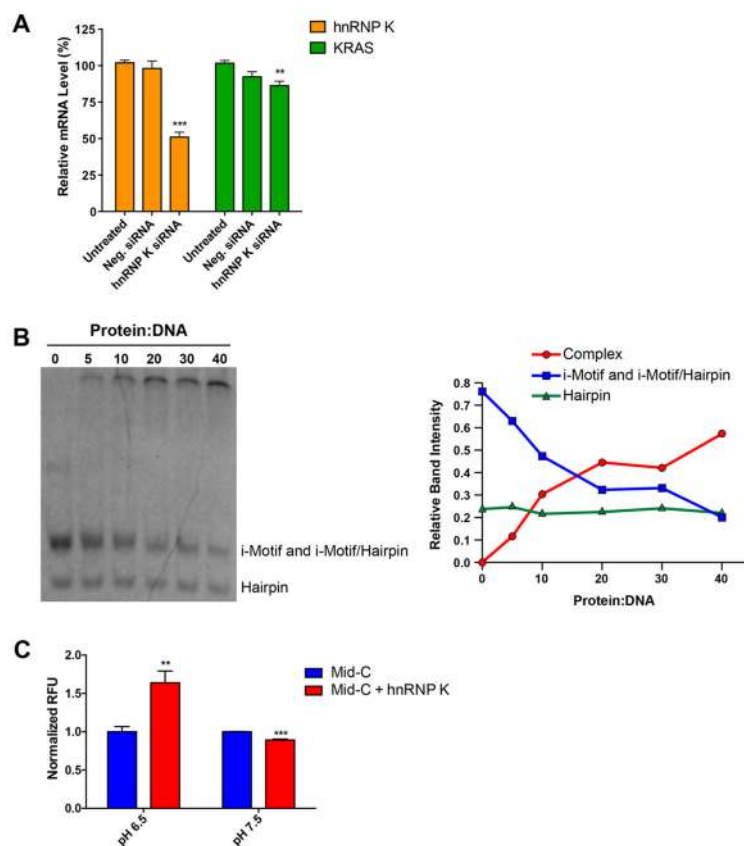 A
hnRNP K
KRAS
Relative mRNA Level (%)
125
100
75
50
25
0
***
**
Untreated
Neg. siRNA
hnRNP K siRNA
Untreated
Neg. siRNA
hnRNP K siRNA
B
Protein:DNA
0 5 10 20 30 40
i-Motif and i-Motif/Hairpin
Hairpin
Complex
i-Motif and i-Motif/Hairpin
Hairpin
Relative Band Intensity
0.8
0.7
0.6
0.5
0.4
0.3
0.2
0.1
0.0
0 10 20 30 40
Protein:DNA
C
Mid-C
Mid-C + hnRNP K
Normalized RFU
2.0
1.5
1.0
0.5
0.0
**
***
pH 6.5
pH 7.5